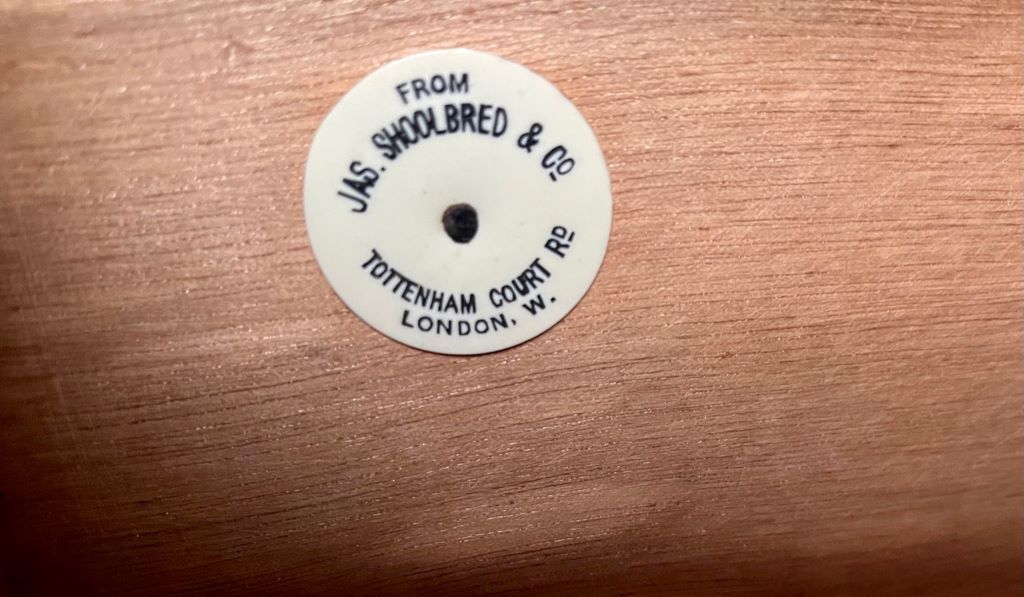 FROM
JAS. SHOOLBRED & Cº
TOTTENHAM COURT Rᴰ
LONDON, W.